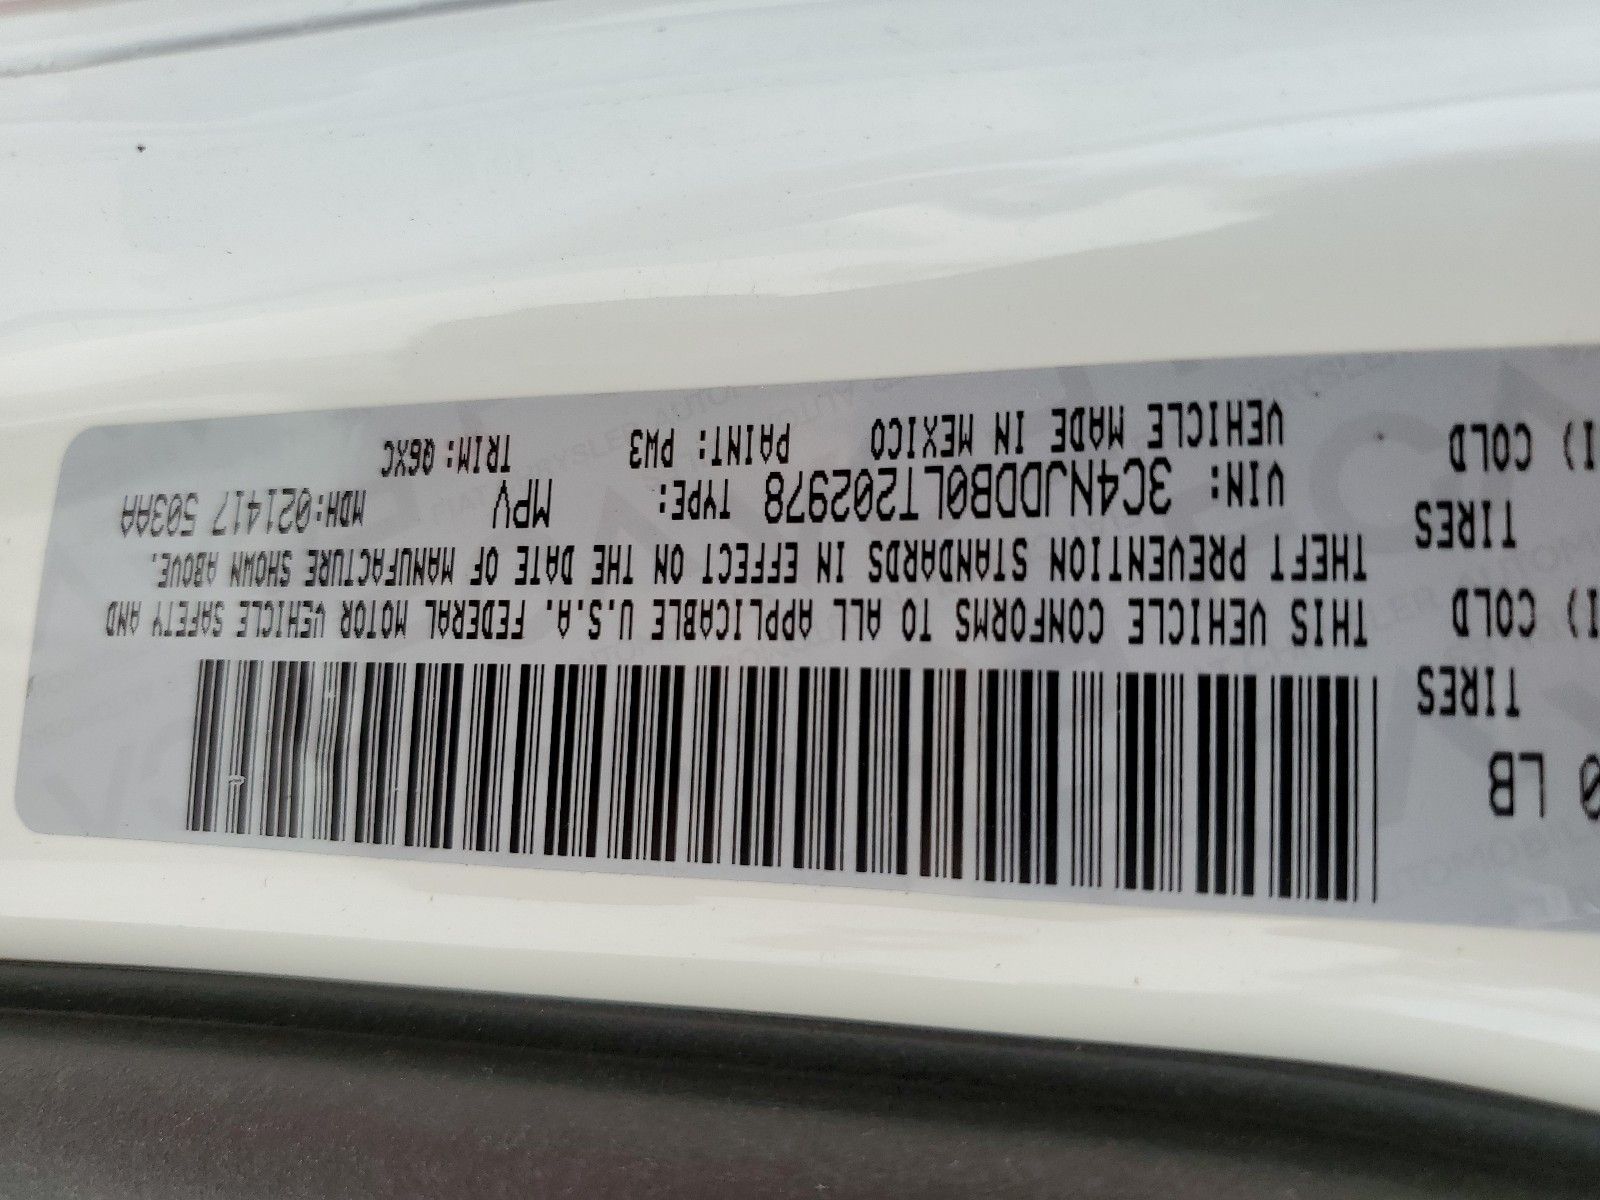 0 LB
TIRES
I) COLD
TIRES
I) COLD
THIS VEHICLE CONFORMS TO ALL APPLICABLE U.S.A. FEDERAL MOTOR VEHICLE SAFETY AND
THEFT PREVENTION STANDARDS IN EFFECT ON THE DATE OF MANUFACTURE SHOWN ABOVE.
VIN: 3C4NJDDB0LT202978 TYPE: MPV MDH:021417 503AA
VEHICLE MADE IN MEXICO PAINT: PW3 TRIM:Q6XC